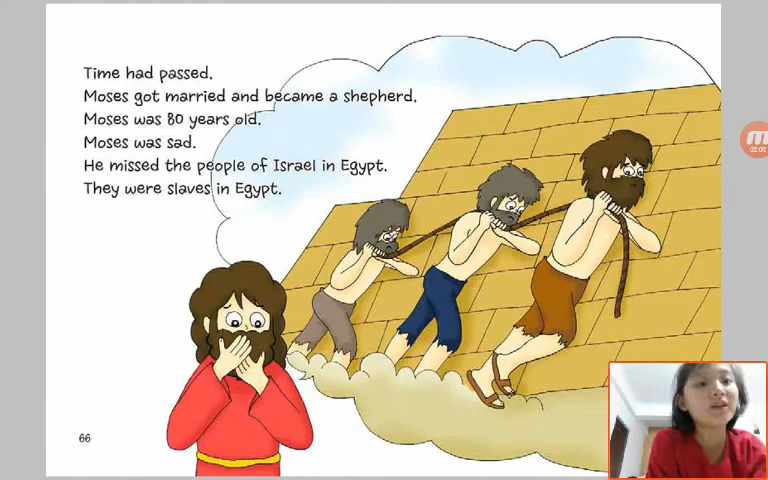 Time had passed.
Moses got married and became a shepherd.
Moses was 80 years old.
Moses was sad.
He missed the people of Israel in Egypt.
They were slaves in Egypt.
66